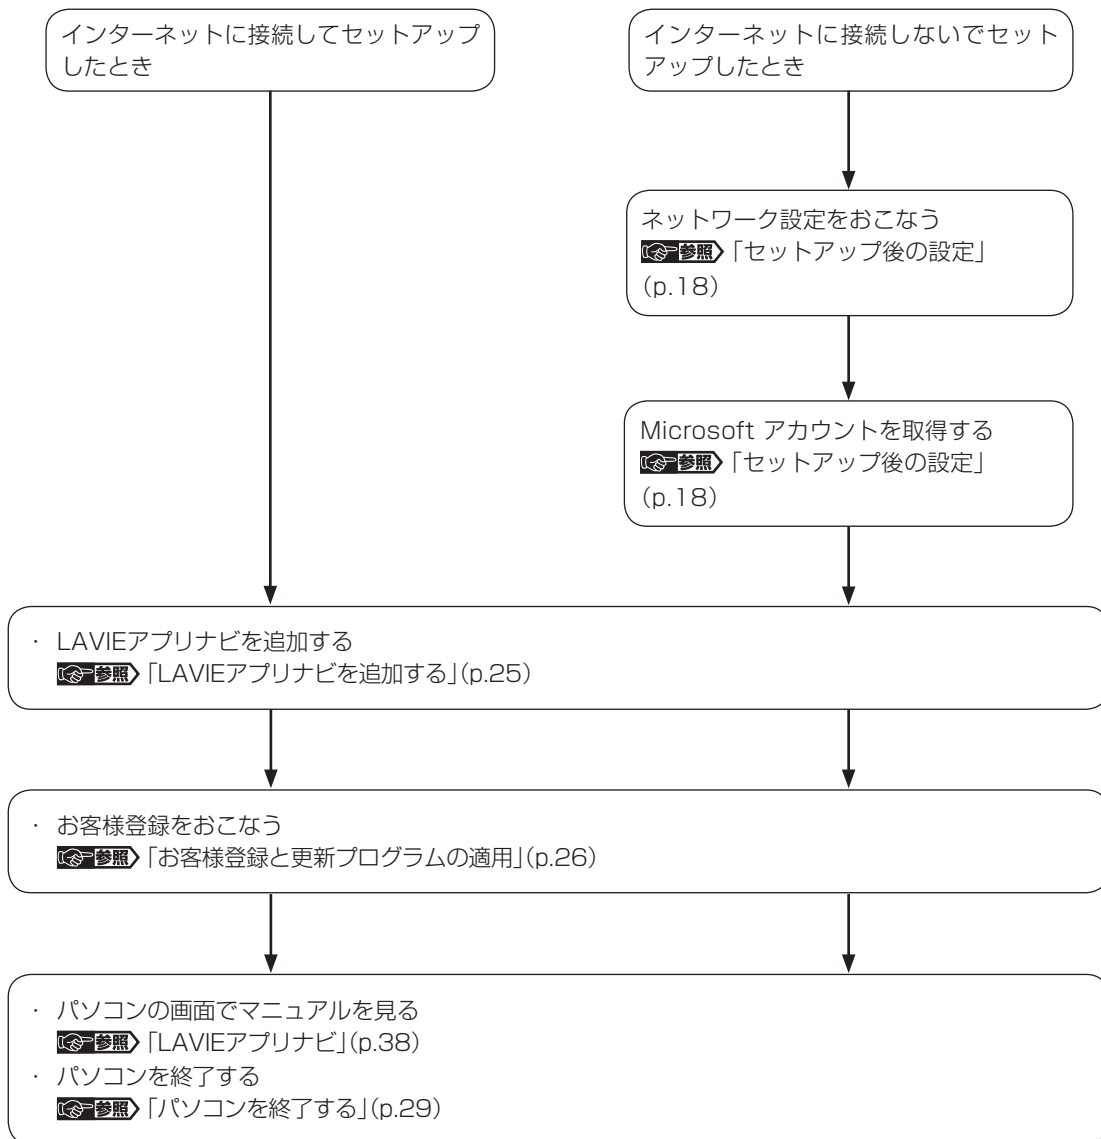 インターネットに接続してセットアップ
したとき
インターネットに接続しないでセット
アップしたとき
ネットワーク設定をおこなう
参照「セットアップ後の設定」
(p.18)
Microsoft アカウントを取得する
参照「セットアップ後の設定」
(p.18)
・ LAVIEアプリナビを追加する
参照「LAVIEアプリナビを追加する」(p.25)
・ お客様登録をおこなう
参照「お客様登録と更新プログラムの適用」(p.26)
・ パソコンの画面でマニュアルを見る
参照「LAVIEアプリナビ」(p.38)
・ パソコンを終了する
参照「パソコンを終了する」(p.29)